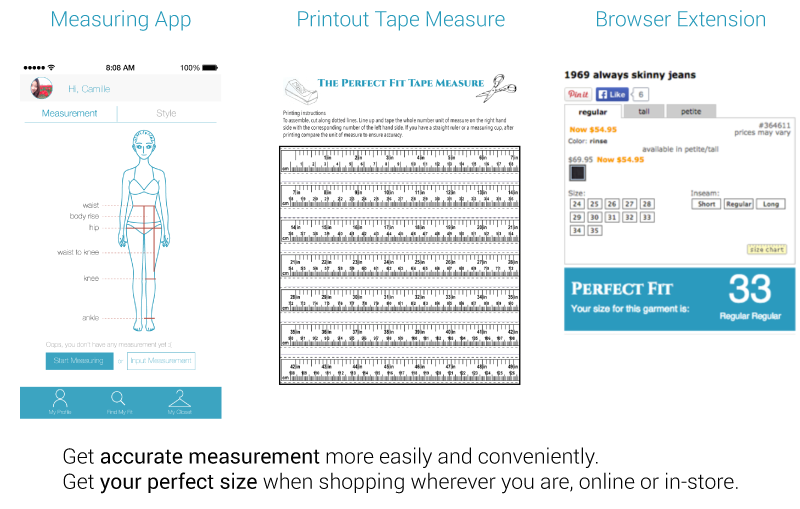 Measuring App
Printout Tape Measure
Browser Extension
8:08 AM
100%
Hi, Camille
Measurement
Style
waist
body rise
hip
waist to knee
knee
ankle
Oops, you don't have any measurement yet :(
Start Measuring
or
Input Measurement
My Profile
Find My Fit
My Closet
The Perfect Fit Tape Measure
Printing Instructions
To assemble, cut along dotted lines. Line up and tape the whole number unit of measure on the right hand
side with the corresponding number of the left hand side. If you have a straight ruler or a measuring cup, after
printing compare the unit of measure to ensure accuracy.
1969 always skinny jeans
Pin it
Like
6
regular
tall
petite
Now $54.95
#364611
prices may vary
Color: rinse
available in petite/tall
$69.95 Now $54.95
Size:
24 25 26 27 28
29 30 31 32 33
34 35
Inseam:
Short Regular Long
size chart
Perfect Fit
Your size for this garment is:
33
Regular Regular
Get accurate measurement more easily and conveniently.
Get your perfect size when shopping wherever you are, online or in-store.